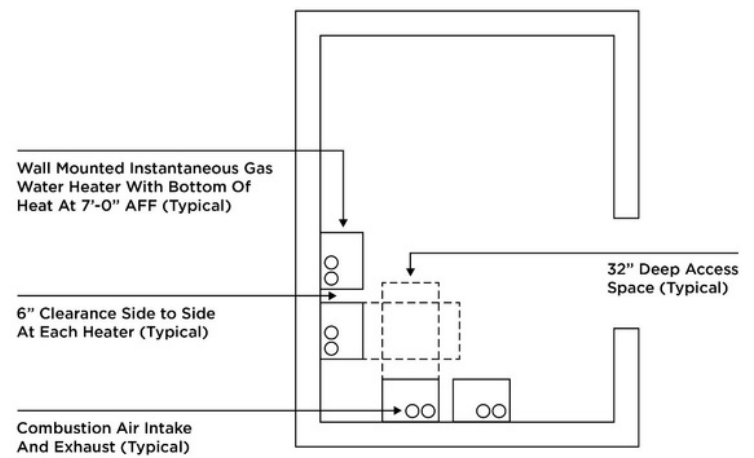 Wall Mounted Instantaneous Gas
Water Heater With Bottom Of
Heat At 7’-0” AFF (Typical)
32” Deep Access
Space (Typical)
6” Clearance Side to Side
At Each Heater (Typical)
Combustion Air Intake
And Exhaust (Typical)